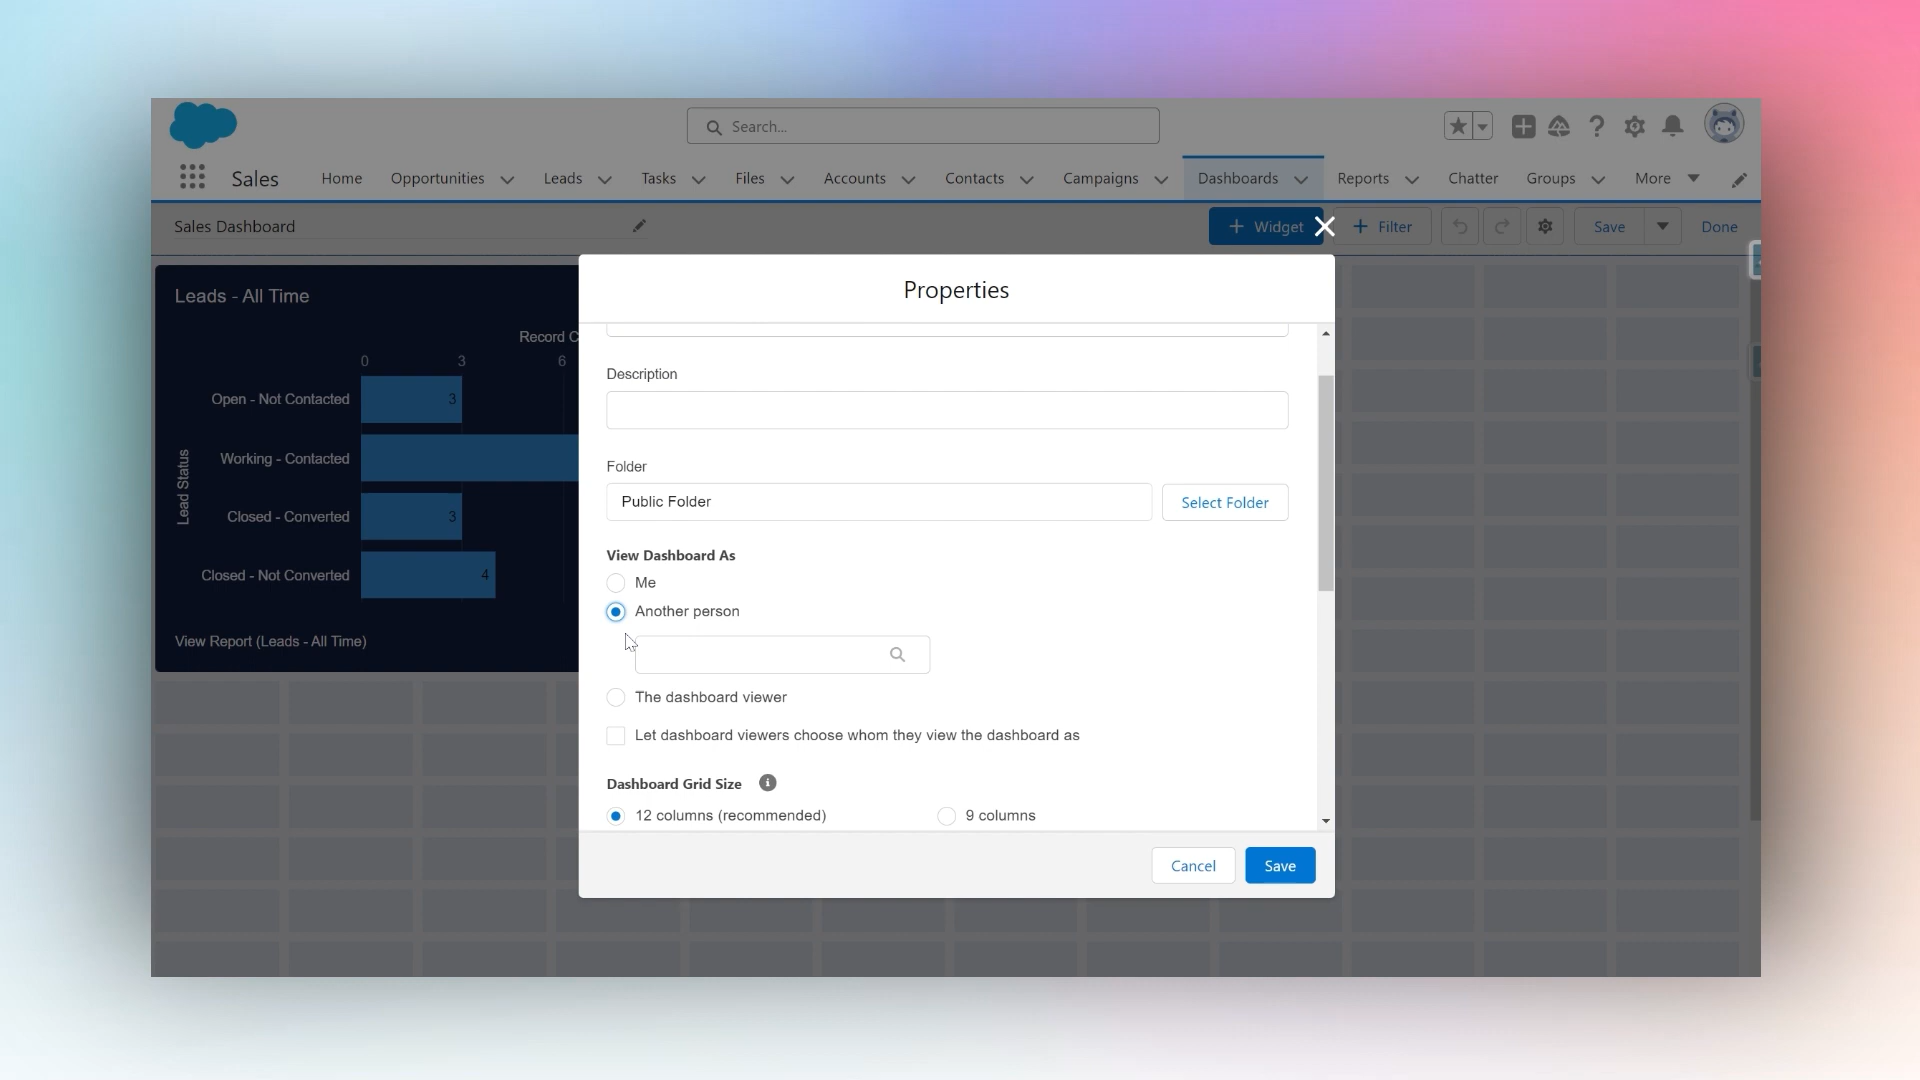 Search...
Sales
Home
Opportunities
Leads
Tasks
Files
Accounts
Contacts
Campaigns
Dashboards
Reports
Chatter
Groups
More
Sales Dashboard
+ Widget
+ Filter
Save
Done
Leads - All Time
Record C
0 3 6
Lead Status
Open - Not Contacted 3
Working - Contacted
Closed - Converted 3
Closed - Not Converted 4
View Report (Leads - All Time)
Properties
Description
Folder
Public Folder
Select Folder
View Dashboard As
Me
Another person
The dashboard viewer
Let dashboard viewers choose whom they view the dashboard as
Dashboard Grid Size
12 columns (recommended)
9 columns
Cancel
Save